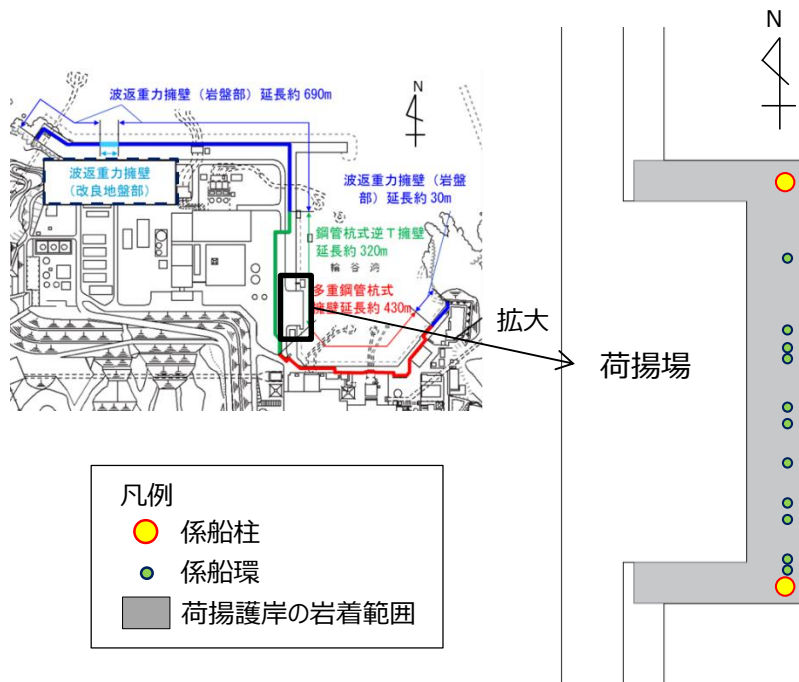 N
波返重力擁壁（岩盤部）延長約 690m
N
波返重力擁壁
（改良地盤部）
波返重力擁壁（岩盤
部）延長約 30m
鋼管杭式逆Ｔ擁壁
延長約 320m
輪谷湾
多重鋼管杭式
擁壁延長約 430m
拡大
荷揚場
凡例
係船柱
係船環
荷揚護岸の岩着範囲